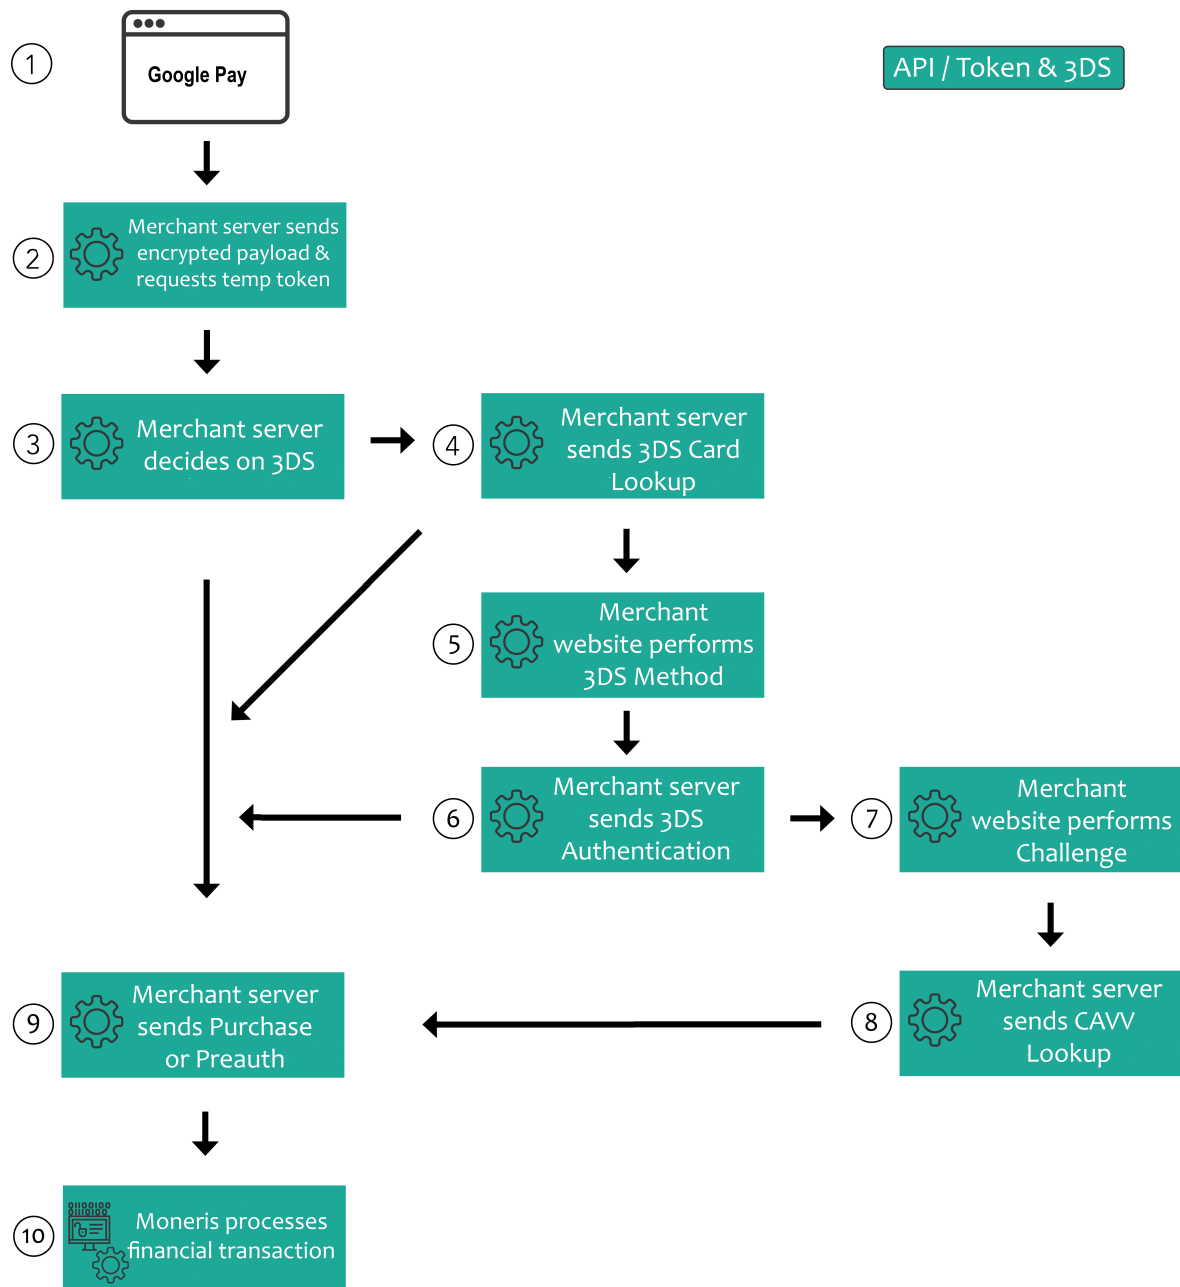 1
Google Pay
API / Token & 3DS
2
Merchant server sends
encrypted payload &
requests temp token
3
Merchant server
decides on 3DS
4
Merchant server
sends 3DS Card
Lookup
5
Merchant
website performs
3DS Method
6
Merchant server
sends 3DS
Authentication
7
Merchant
website performs
Challenge
8
Merchant server
sends CAVV
Lookup
9
Merchant server
sends Purchase
or Preauth
10
01100100
01110100
Moneris processes
financial transaction